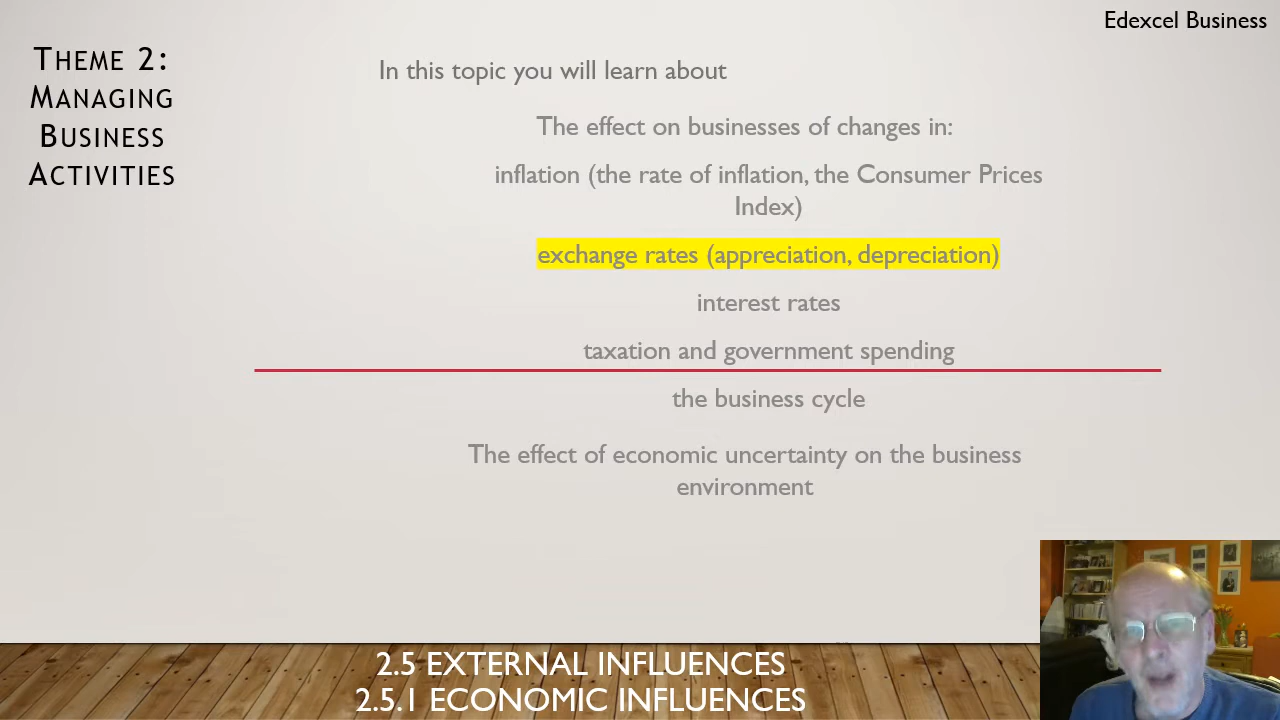 Edexcel Business
THEME 2:
MANAGING
BUSINESS
ACTIVITIES
In this topic you will learn about
The effect on businesses of changes in:
inflation (the rate of inflation, the Consumer Prices
Index)
exchange rates (appreciation, depreciation)
interest rates
taxation and government spending
the business cycle
The effect of economic uncertainty on the business
environment
2.5 EXTERNAL INFLUENCES
2.5.1 ECONOMIC INFLUENCES